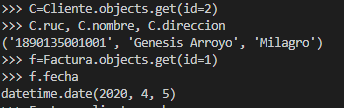 >>> C=Cliente.objects.get(id=2)
>>> C.ruc, C.nombre, C.direccion
('1890135001001', 'Genesis Arroyo', 'Milagro')
>>> f=Factura.objects.get(id=1)
>>> f.fecha
datetime.date(2020, 4, 5)